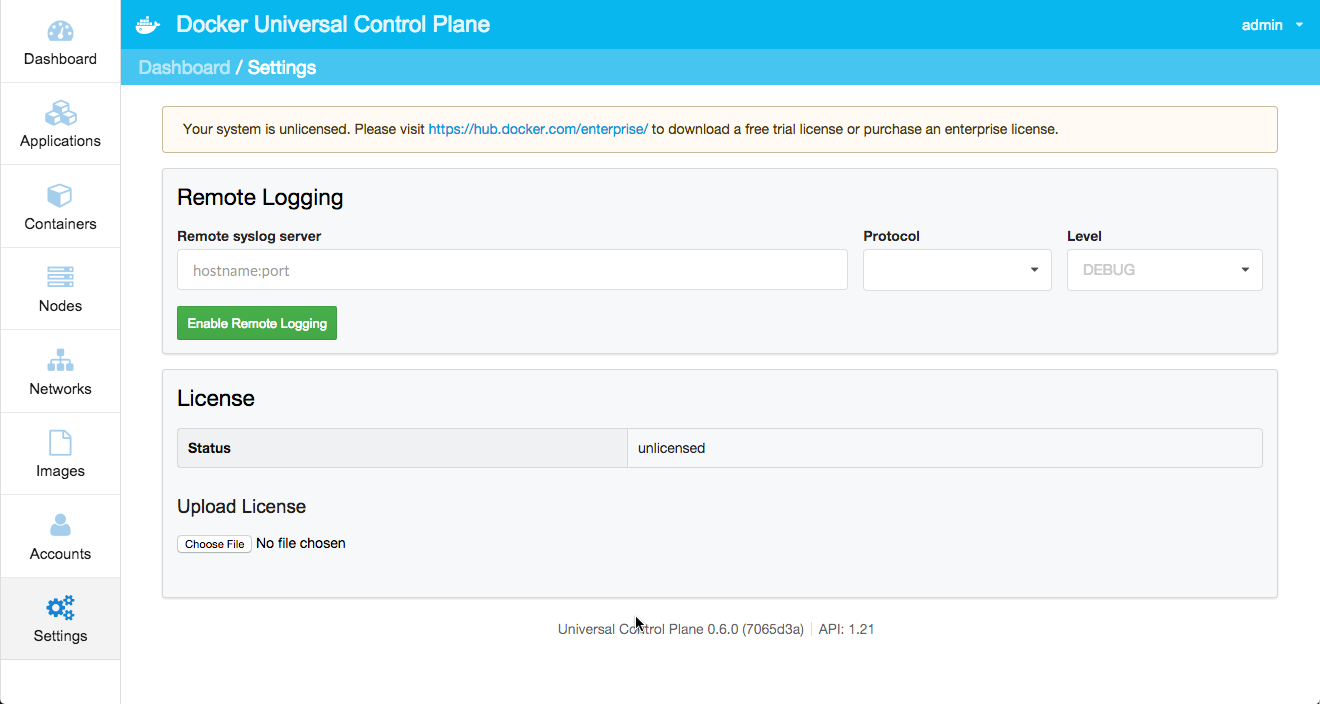 Docker Universal Control Plane
admin
Dashboard / Settings
Dashboard
Applications
Containers
Nodes
Networks
Images
Accounts
Settings
Your system is unlicensed. Please visit https://hub.docker.com/enterprise/ to download a free trial license or purchase an enterprise license.
Remote Logging
Remote syslog server
hostname:port
Protocol
Level
DEBUG
Enable Remote Logging
License
Status unlicensed
Upload License
Choose File No file chosen
Universal Control Plane 0.6.0 (7065d3a) API: 1.21